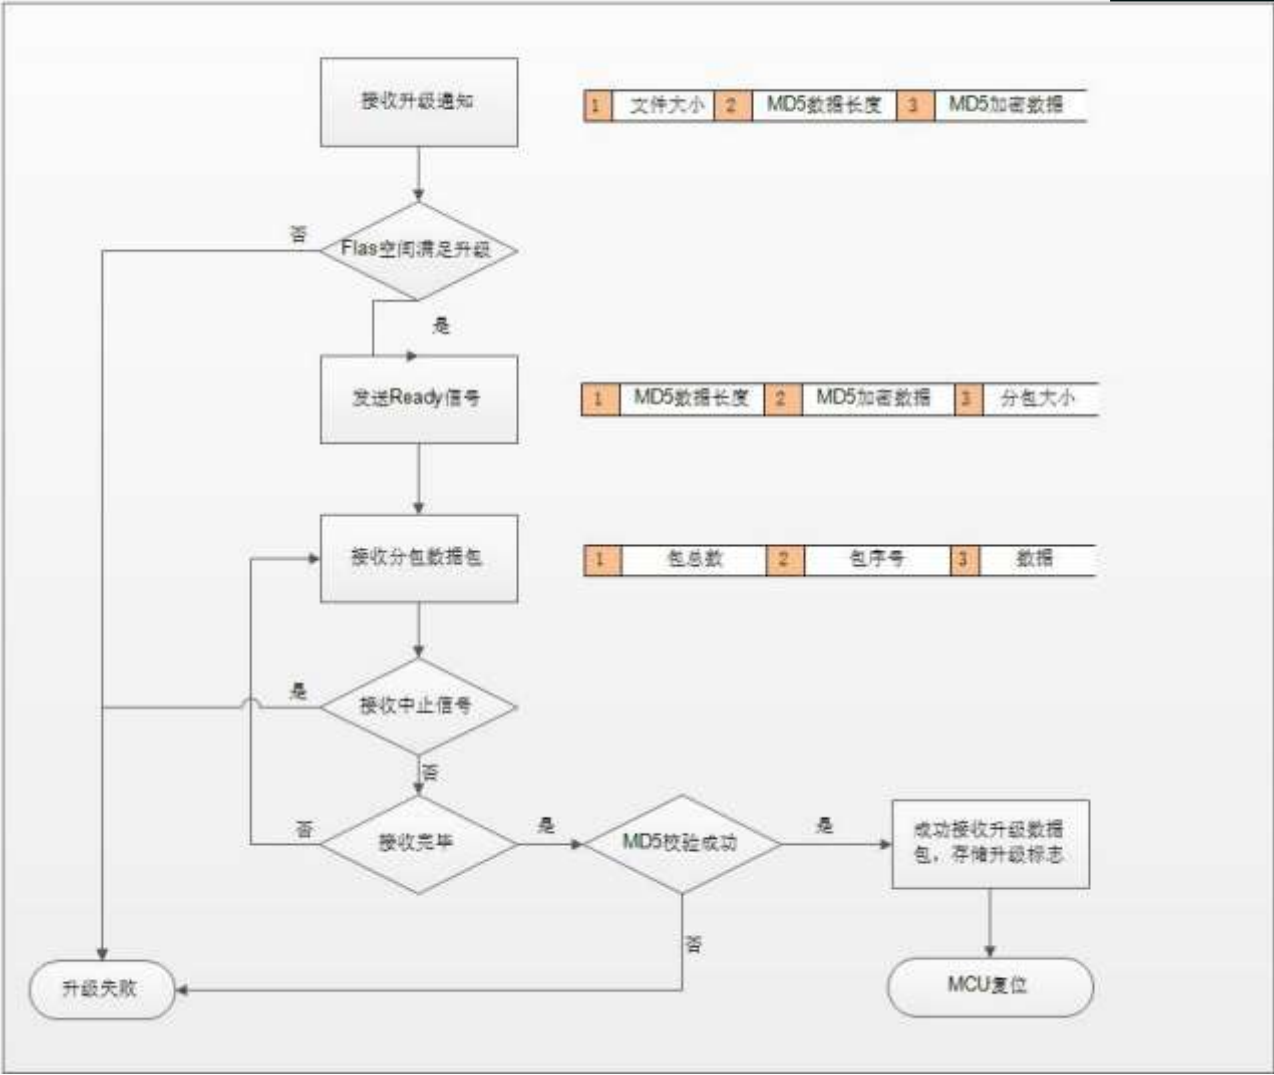 接收升级通知
1 文件大小 2 MD5数据长度 3 MD5加密数据
否
Flas空间满足升级
是
发送Ready信号
1 MD5数据长度 2 MD5加密数据 3 分包大小
接收分包数据包
1 包总数 2 包序号 3 数据
是
接收中止信号
否
否
接收完毕
是
MD5校验成功
是
成功接收升级数据
包，存储升级标志
否
升级失败
MCU复位